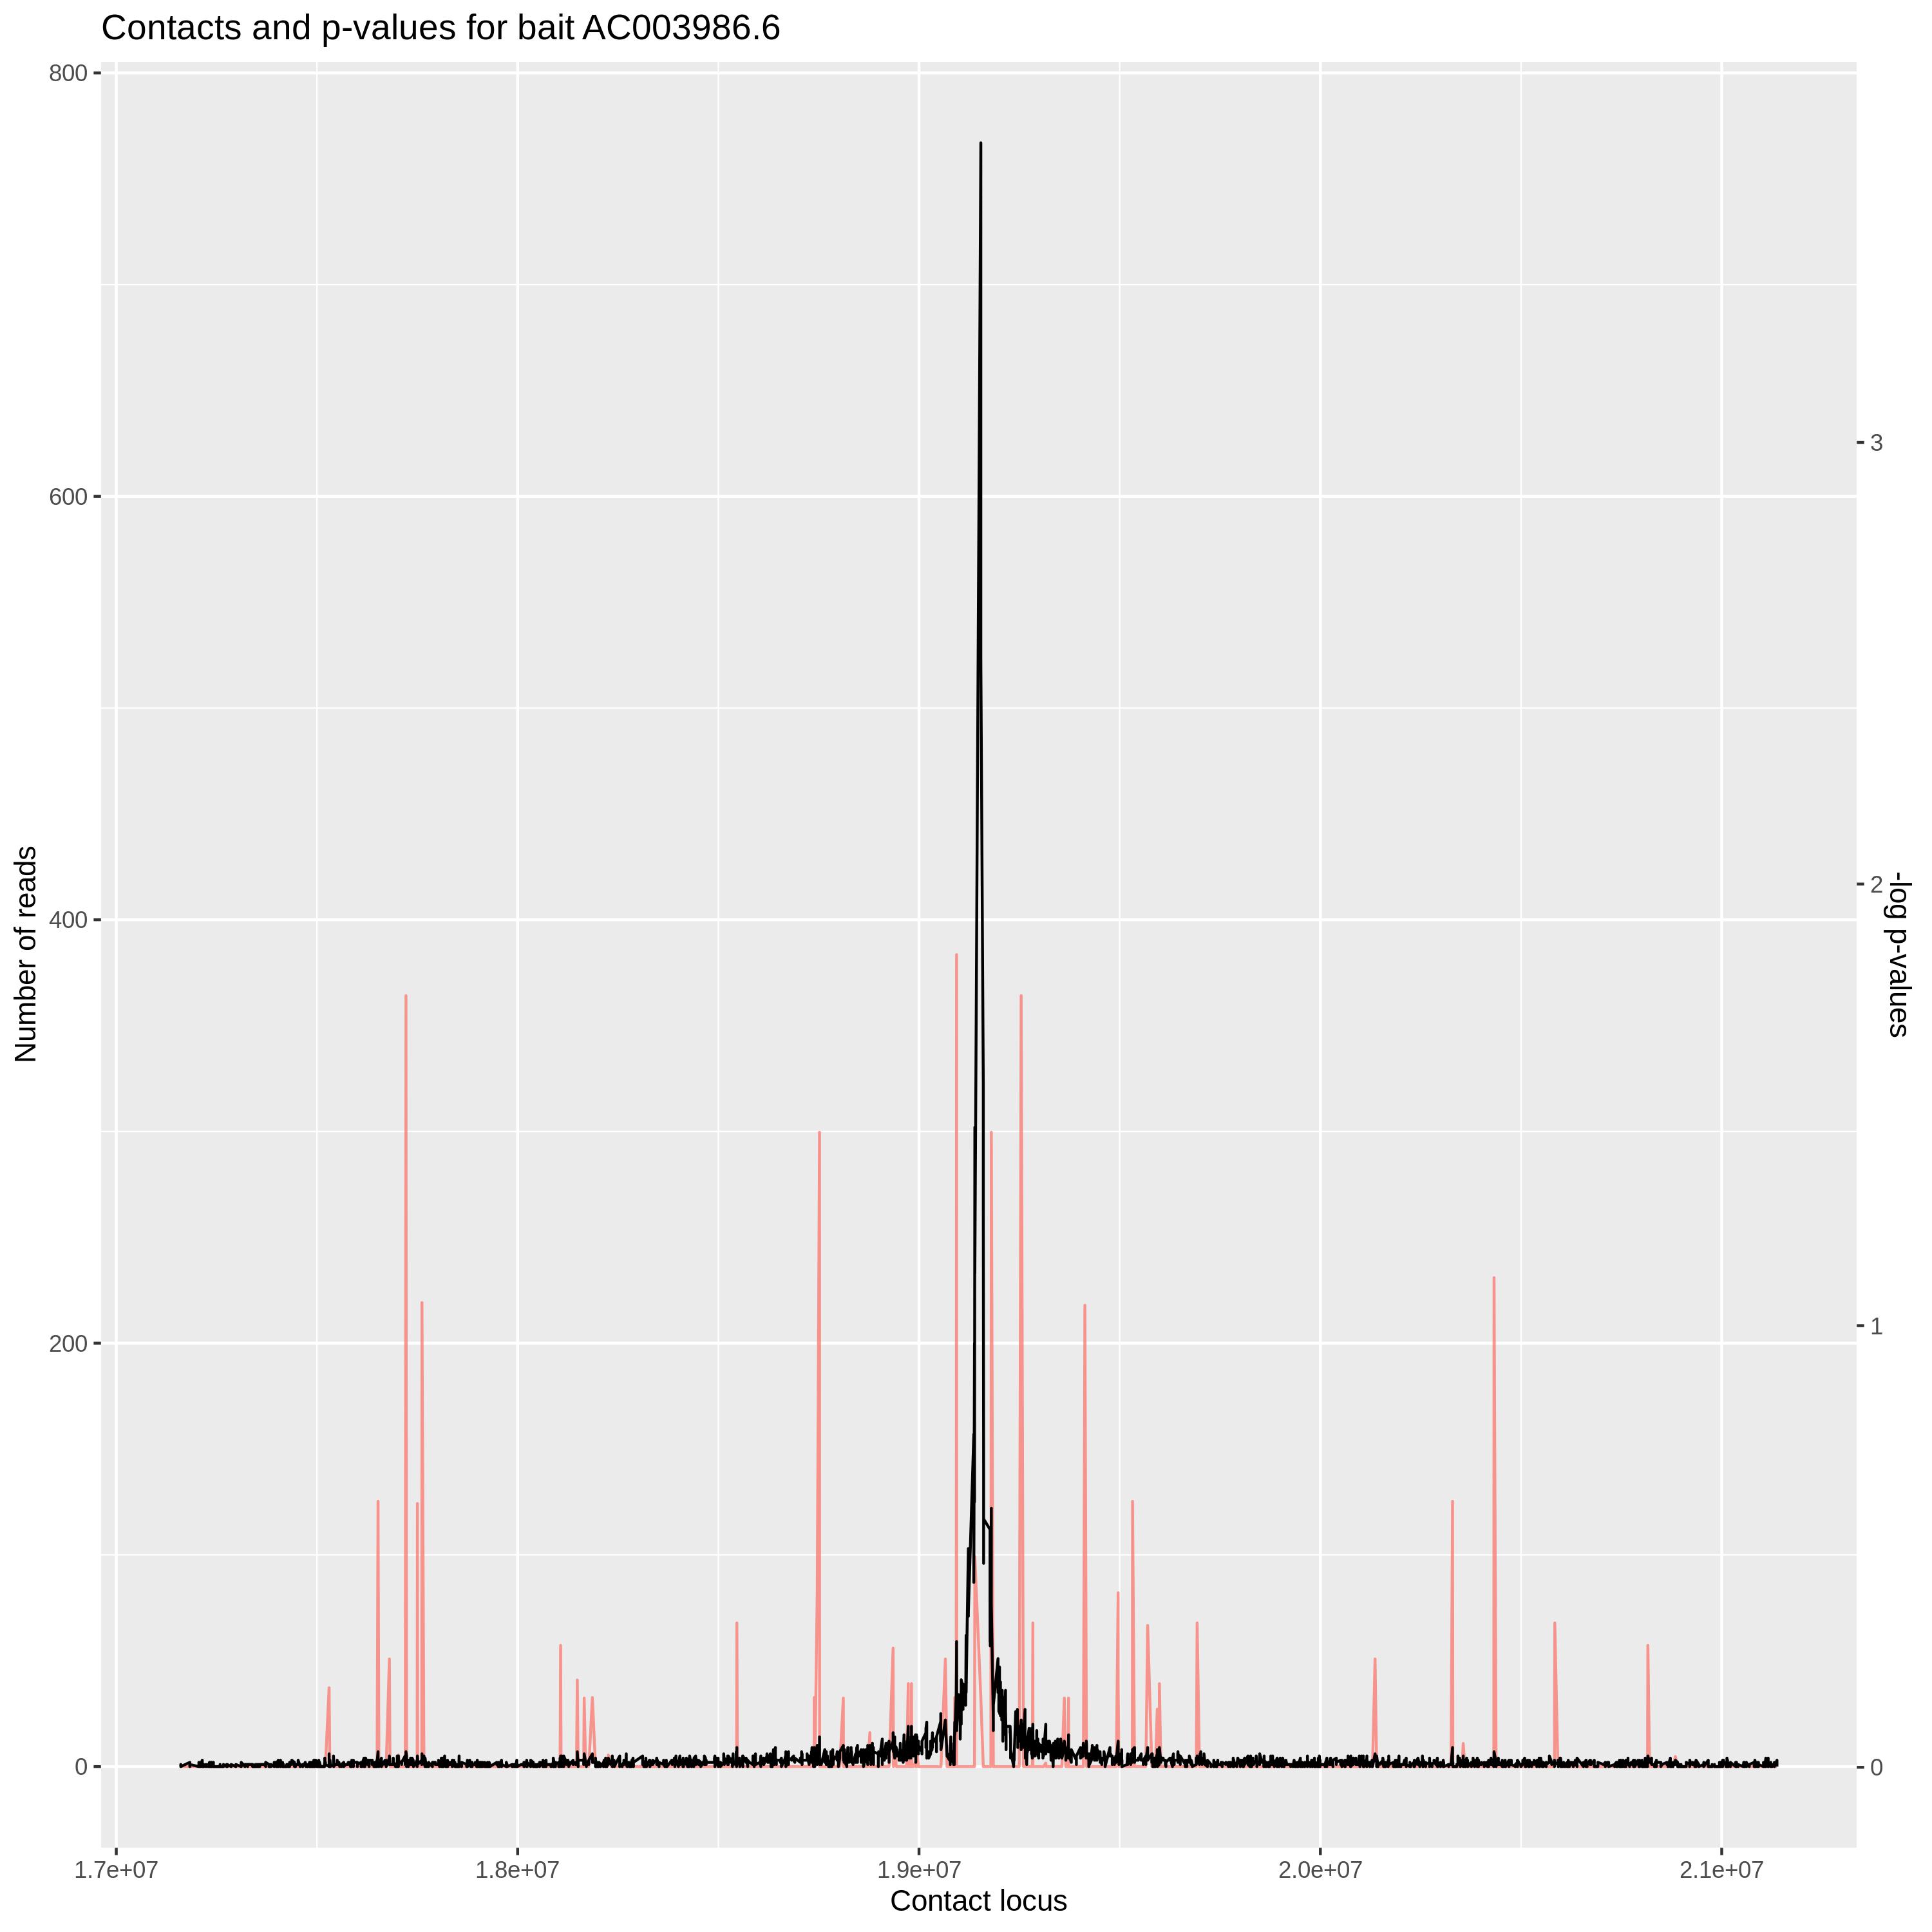 Contacts and p-values for bait AC003986.6
800
600
400
200
0
Number of reads
3
2
1
0
-log p-values
1.7e+07
1.8e+07
1.9e+07
2.0e+07
2.1e+07
Contact locus